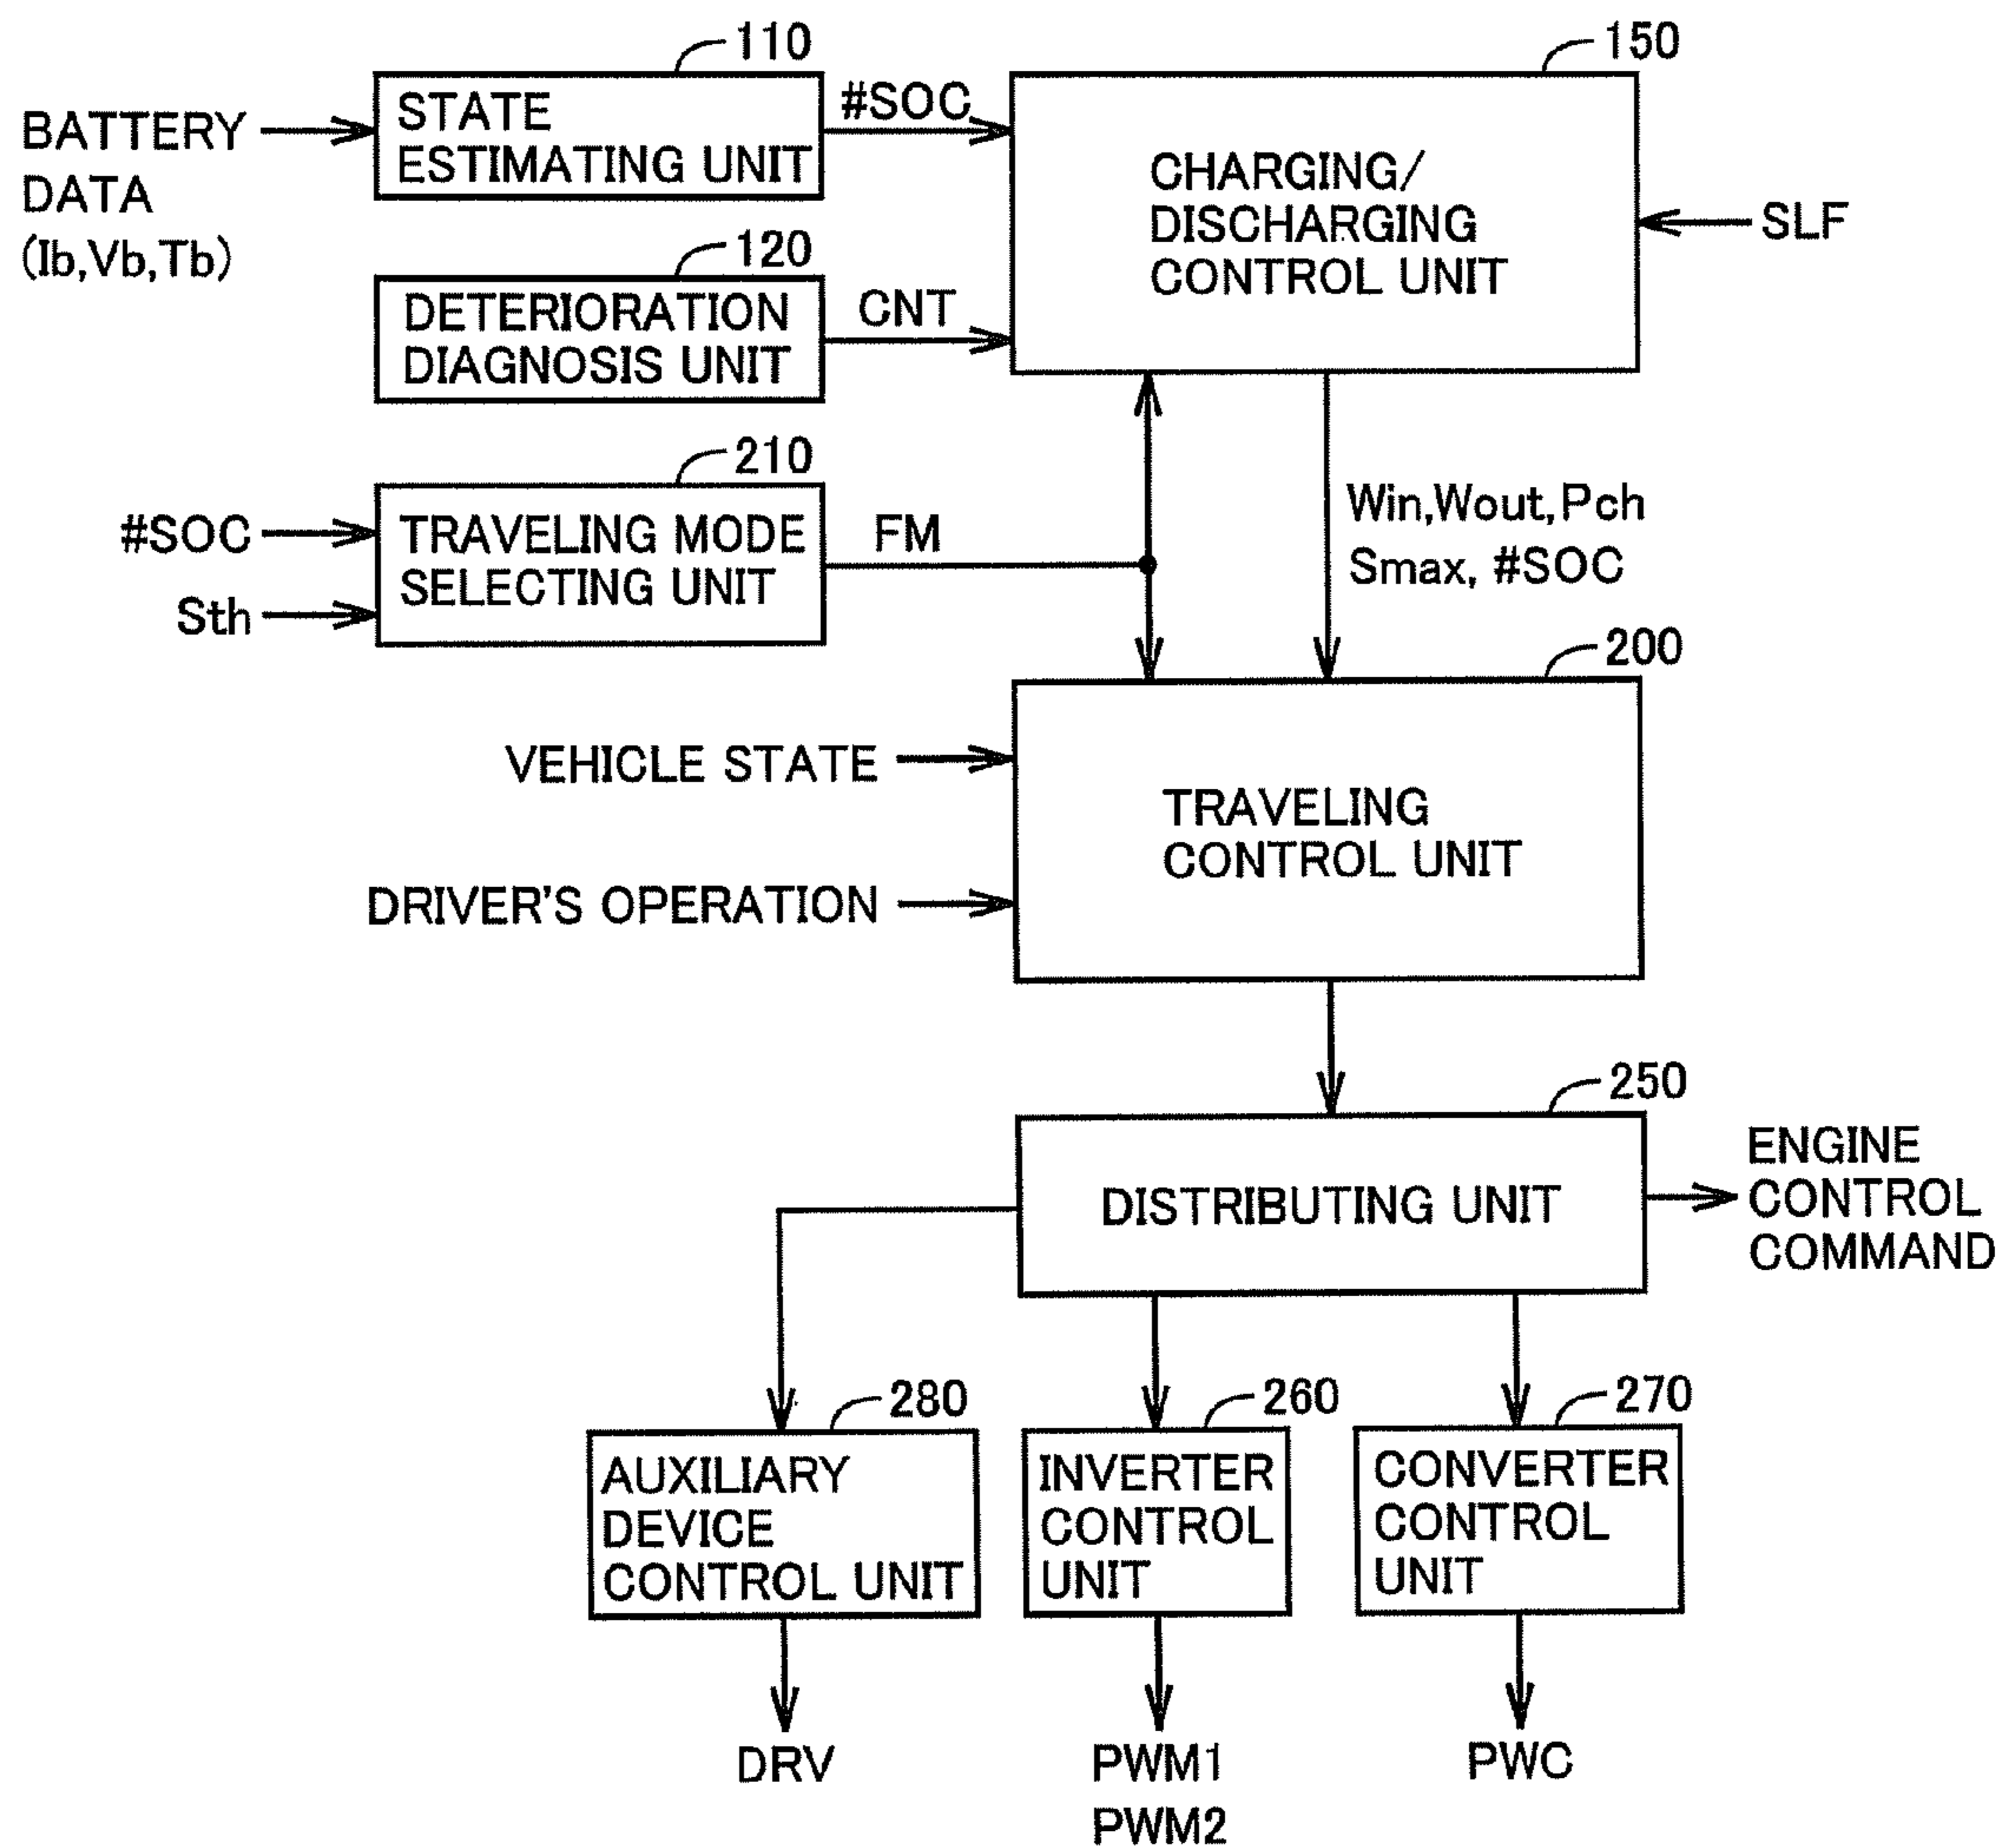 110
150
BATTERY
DATA
(Ib,Vb,Tb)
STATE
ESTIMATING UNIT
#SOC
CHARGING/
DISCHARGING
CONTROL UNIT
SLF
120
DETERIORATION
DIAGNOSIS UNIT
CNT
210
#SOC
Sth
TRAVELING MODE
SELECTING UNIT
FM
Win,Wout,Pch
Smax, #SOC
200
VEHICLE STATE
DRIVER'S OPERATION
TRAVELING
CONTROL UNIT
250
DISTRIBUTING UNIT
ENGINE
CONTROL
COMMAND
280
AUXILIARY
DEVICE
CONTROL UNIT
260
INVERTER
CONTROL
UNIT
270
CONVERTER
CONTROL
UNIT
DRV
PWM1
PWM2
PWC